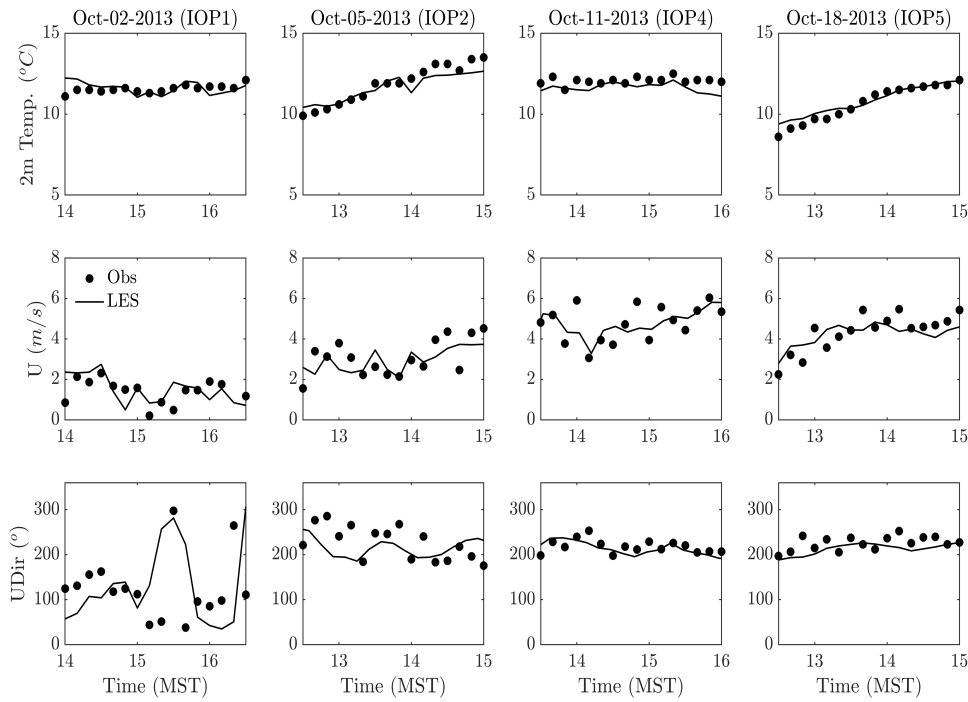 Oct-02-2013 (IOP1) Oct-05-2013 (IOP2) Oct-11-2013 (IOP4) Oct-18-2013 (IOP5)
2m Temp. (°C)
15 15 15 15
10 10 10 10
5 5 5 5
14 15 16 13 14 15 14 15 16 13 14 15
U (m/s)
Obs
LES
8 8 8 8
6 6 6 6
4 4 4 4
2 2 2 2
0 0 0 0
14 15 16 13 14 15 14 15 16 13 14 15
UDir (°)
300 300 300 300
200 200 200 200
100 100 100 100
0 0 0 0
14 15 16 13 14 15 14 15 16 13 14 15
Time (MST) Time (MST) Time (MST) Time (MST)